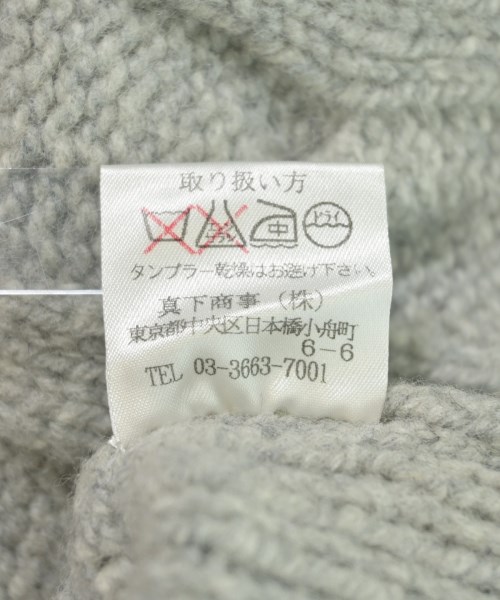 取り扱い方
中 ドライ
タンブラー乾燥はお避け下さい。
真下商事(株)
東京都中央区日本橋小舟町
6-6
TEL 03-3663-7001